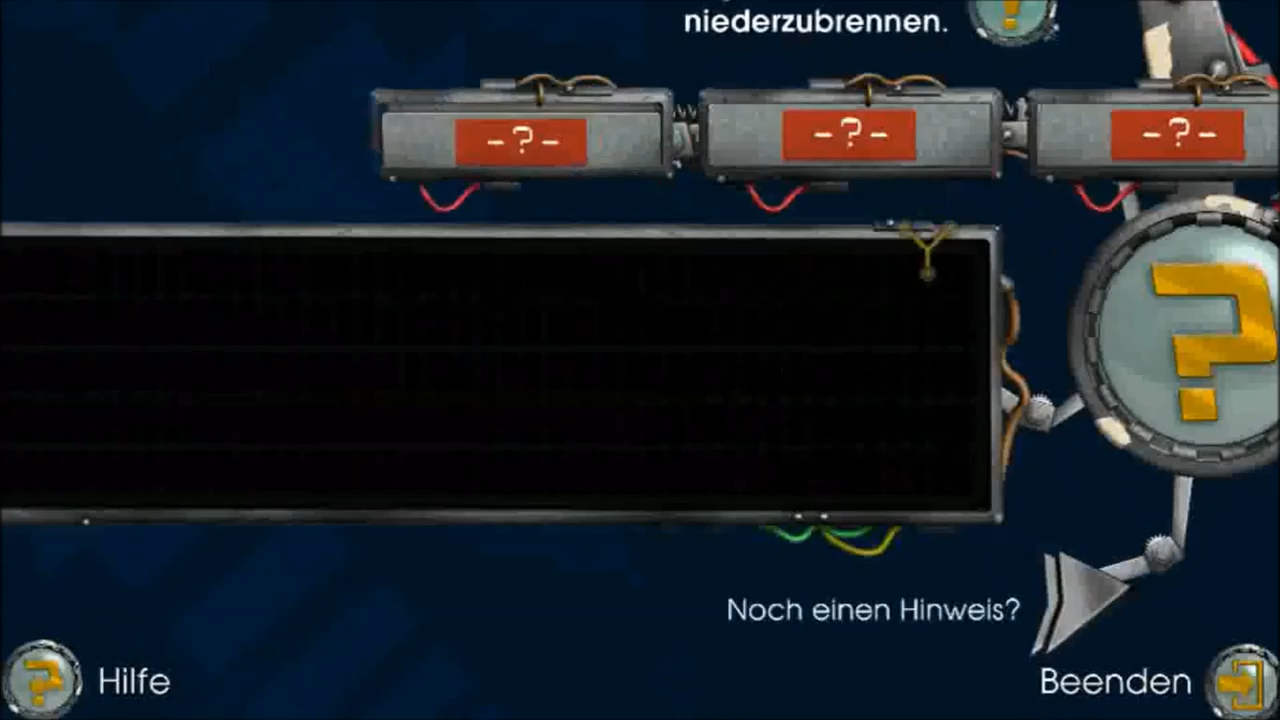 niederzubrennen.
-?- -?- -?-
Noch einen Hinweis?
Hilfe
Beenden